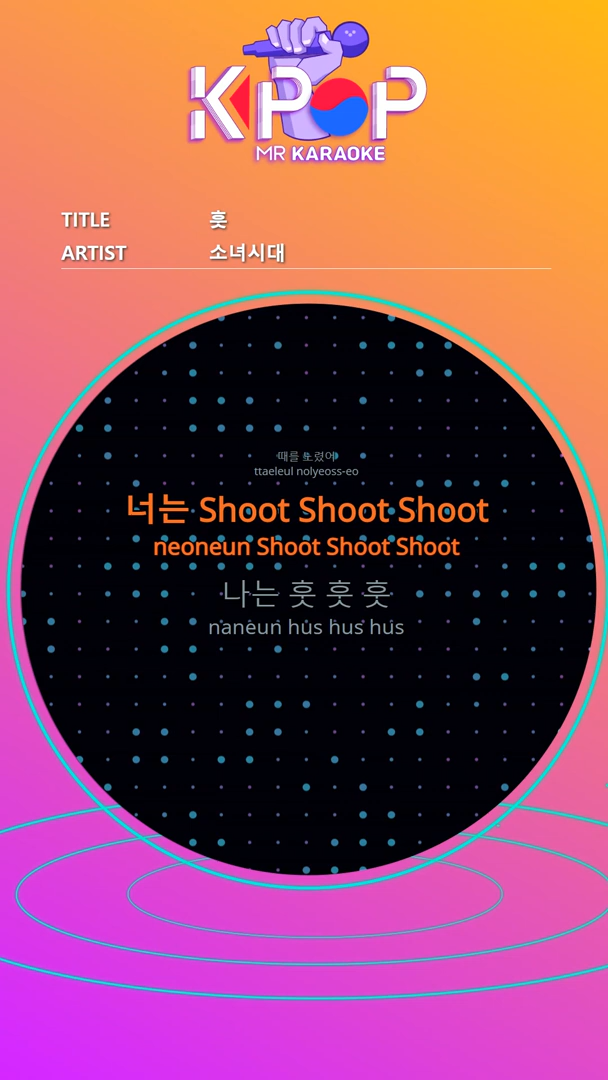 KPOP
MR KARAOKE
TITLE 훗
ARTIST 소녀시대
때를 노렸어
ttaeleul nolyeoss-eo
너는 Shoot Shoot Shoot
neoneun Shoot Shoot Shoot
나는 훗 훗 훗
naneun hus hus hus